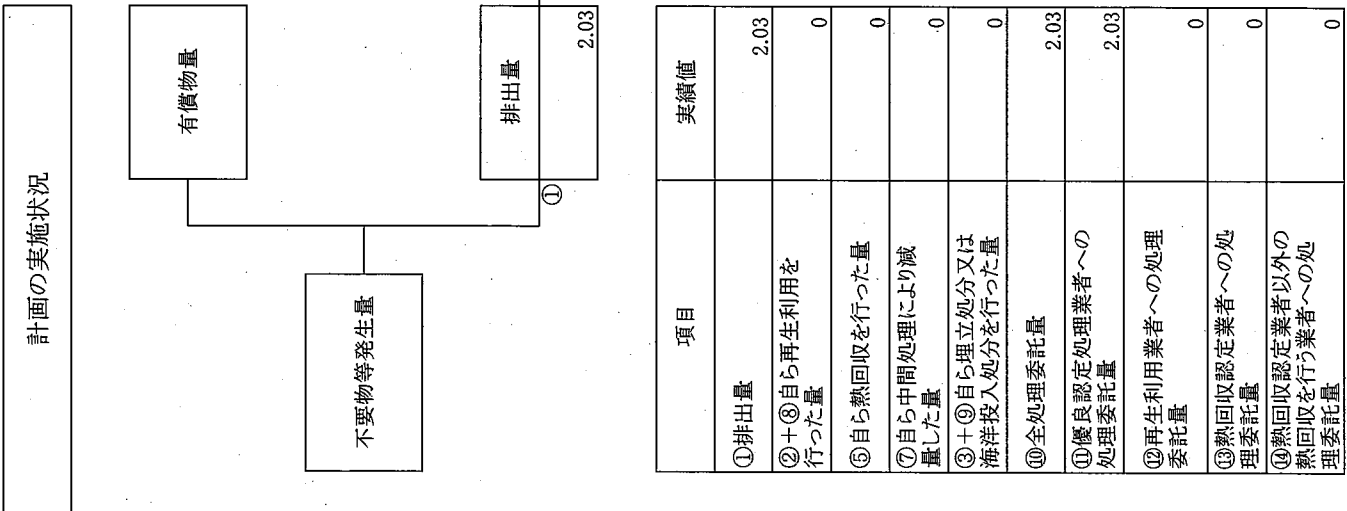 計画の実施状況
有償物量
不要物等発生量
①
排出量
2.03
項目
実績値
①排出量
2.03
②+⑧自ら再生利用を
行った量
0
⑤自ら熱回収を行った量
0
⑦自ら中間処理により減
量した量
0
③+⑨自ら埋立処分又は
海洋投入処分を行った量
0
⑩全処理委託量
2.03
⑪優良認定処理業者への
処理委託量
2.03
⑫再生利用業者への処理
委託量
0
⑬熱回収認定業者への処
理委託量
0
⑭熱回収認定業者以外の
熱回収を行う業者への処
理委託量
0